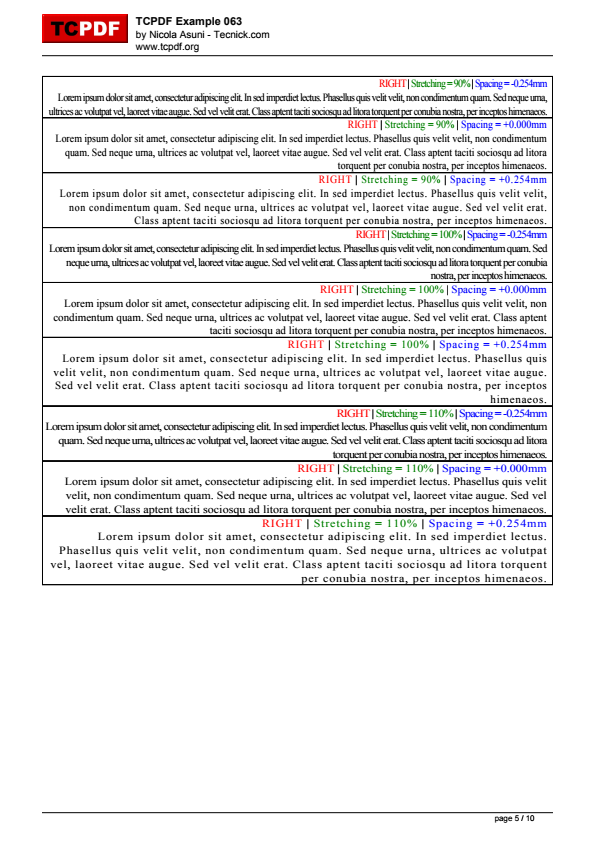 TCPDF
TCPDF Example 063
by Nicola Asuni - Tecnick.com
www.tcpdf.org
RIGHT | Stretching = 90% | Spacing = -0.254mm
Lorem ipsum dolor sit amet, consectetur adipiscing elit. In sed imperdiet lectus. Phasellus quis velit velit, non condimentum quam. Sed neque urna,
ultrices ac volutpat vel, laoreet vitae augue. Sed vel velit erat. Class aptent taciti sociosqu ad litora torquent per conubia nostra, per inceptos himenaeos.
RIGHT | Stretching = 90% | Spacing = +0.000mm
Lorem ipsum dolor sit amet, consectetur adipiscing elit. In sed imperdiet lectus. Phasellus quis velit velit, non condimentum
quam. Sed neque urna, ultrices ac volutpat vel, laoreet vitae augue. Sed vel velit erat. Class aptent taciti sociosqu ad litora
torquent per conubia nostra, per inceptos himenaeos.
RIGHT | Stretching = 90% | Spacing = +0.254mm
Lorem ipsum dolor sit amet, consectetur adipiscing elit. In sed imperdiet lectus. Phasellus quis velit velit,
non condimentum quam. Sed neque urna, ultrices ac volutpat vel, laoreet vitae augue. Sed vel velit erat.
Class aptent taciti sociosqu ad litora torquent per conubia nostra, per inceptos himenaeos.
RIGHT | Stretching = 100% | Spacing = -0.254mm
Lorem ipsum dolor sit amet, consectetur adipiscing elit. In sed imperdiet lectus. Phasellus quis velit velit, non condimentum quam. Sed
neque urna, ultrices ac volutpat vel, laoreet vitae augue. Sed vel velit erat. Class aptent taciti sociosqu ad litora torquent per conubia
nostra, per inceptos himenaeos.
RIGHT | Stretching = 100% | Spacing = +0.000mm
Lorem ipsum dolor sit amet, consectetur adipiscing elit. In sed imperdiet lectus. Phasellus quis velit velit, non
condimentum quam. Sed neque urna, ultrices ac volutpat vel, laoreet vitae augue. Sed vel velit erat. Class aptent
taciti sociosqu ad litora torquent per conubia nostra, per inceptos himenaeos.
RIGHT | Stretching = 100% | Spacing = +0.254mm
Lorem ipsum dolor sit amet, consectetur adipiscing elit. In sed imperdiet lectus. Phasellus quis
velit velit, non condimentum quam. Sed neque urna, ultrices ac volutpat vel, laoreet vitae augue.
Sed vel velit erat. Class aptent taciti sociosqu ad litora torquent per conubia nostra, per inceptos
himenaeos.
RIGHT | Stretching = 110% | Spacing = -0.254mm
Lorem ipsum dolor sit amet, consectetur adipiscing elit. In sed imperdiet lectus. Phasellus quis velit velit, non condimentum
quam. Sed neque urna, ultrices ac volutpat vel, laoreet vitae augue. Sed vel velit erat. Class aptent taciti sociosqu ad litora
torquent per conubia nostra, per inceptos himenaeos.
RIGHT | Stretching = 110% | Spacing = +0.000mm
Lorem ipsum dolor sit amet, consectetur adipiscing elit. In sed imperdiet lectus. Phasellus quis velit
velit, non condimentum quam. Sed neque urna, ultrices ac volutpat vel, laoreet vitae augue. Sed vel
velit erat. Class aptent taciti sociosqu ad litora torquent per conubia nostra, per inceptos himenaeos.
RIGHT | Stretching = 110% | Spacing = +0.254mm
Lorem ipsum dolor sit amet, consectetur adipiscing elit. In sed imperdiet lectus.
Phasellus quis velit velit, non condimentum quam. Sed neque urna, ultrices ac volutpat
vel, laoreet vitae augue. Sed vel velit erat. Class aptent taciti sociosqu ad litora torquent
per conubia nostra, per inceptos himenaeos.
page 5 / 10